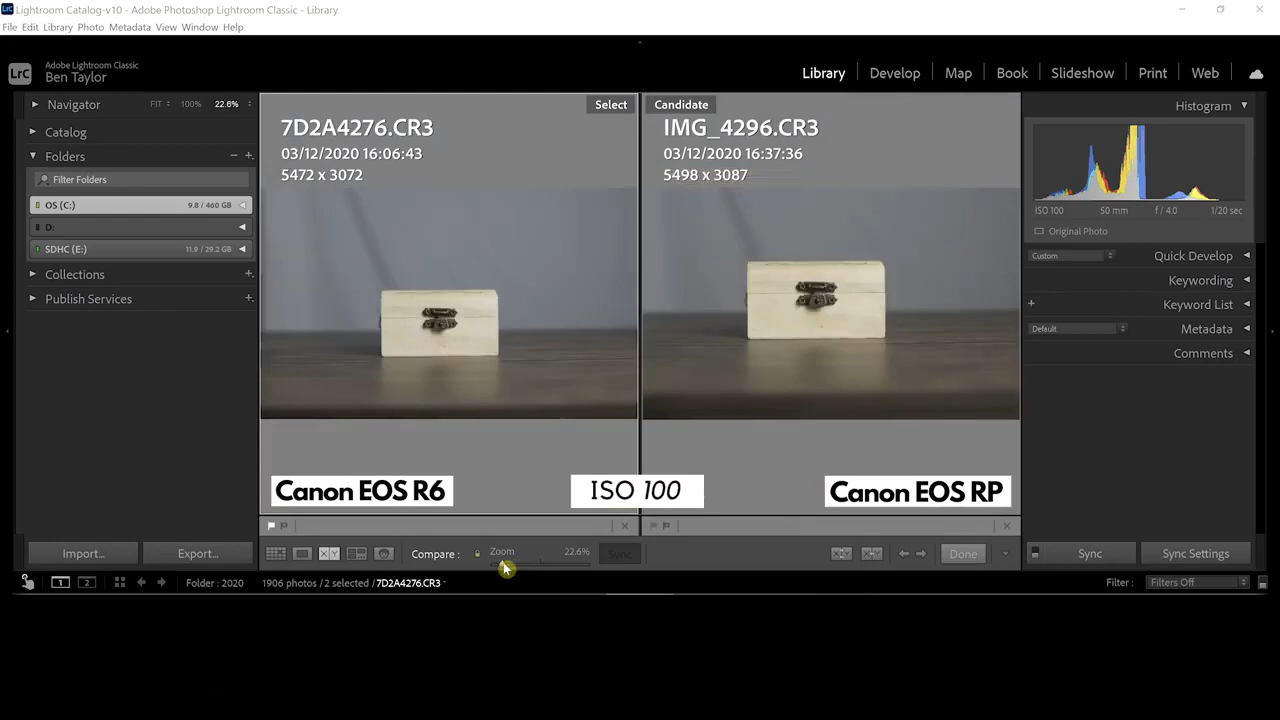 Lightroom Catalog-v10 - Adobe Photoshop Lightroom Classic - Library
File Edit Library Photo Metadata View Window Help
LrC
Adobe Lightroom Classic
Ben Taylor
Library Develop Map Book Slideshow Print Web
Navigator FIT 100% 22.6%
Catalog
Folders
Filter Folders
OS (C:) 9.8 / 460 GB
D:
SDHC (E:) 11.9 / 29.2 GB
Collections
Publish Services
Import... Export...
Select
7D2A4276.CR3
03/12/2020 16:06:43
5472 x 3072
Canon EOS R6
ISO 100
Candidate
IMG_4296.CR3
03/12/2020 16:37:36
5498 x 3087
Canon EOS RP
Histogram
ISO 100 50 mm f / 4.0 1/20 sec
Original Photo
Custom Quick Develop
Keywording
Keyword List
Default Metadata
Comments
XY Compare : Zoom 22.6% Sync
Done
Sync Sync Settings
1 2 Folder : 2020 1906 photos / 2 selected / 7D2A4276.CR3
Filter : Filters Off